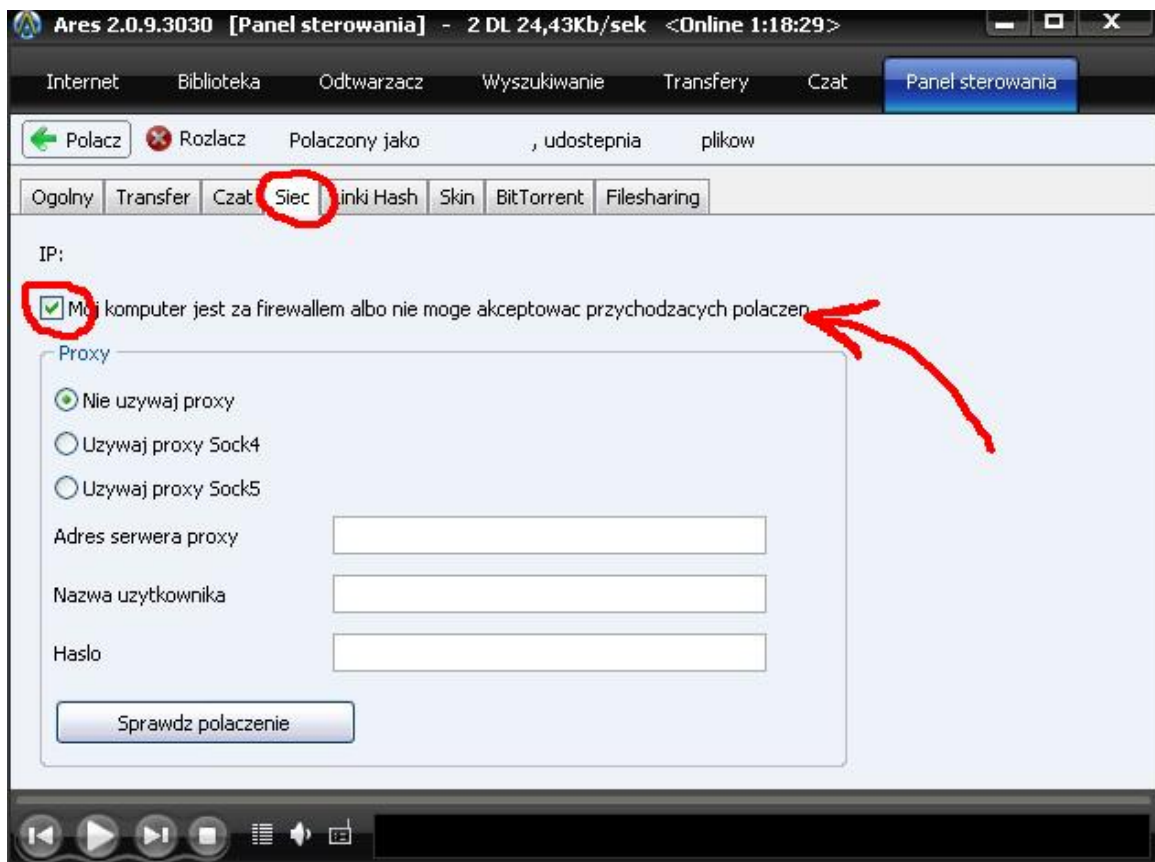 Ares 2.0.9.3030 [Panel sterowania] - 2 DL 24,43Kb/sek <Online 1:18:29>
Internet Biblioteka Odtwarzacz Wyszukiwanie Transfery Czat Panel sterowania
Polacz Rozlacz Polaczony jako , udostepnia plikow
Ogolny Transfer Czat Siec Linki Hash Skin BitTorrent Filesharing
IP:
Moj komputer jest za firewallem albo nie moge akceptowac przychodzacych polaczen
Proxy
Nie uzywaj proxy
Uzywaj proxy Sock4
Uzywaj proxy Sock5
Adres serwera proxy
Nazwa uzytkownika
Haslo
Sprawdz polaczenie